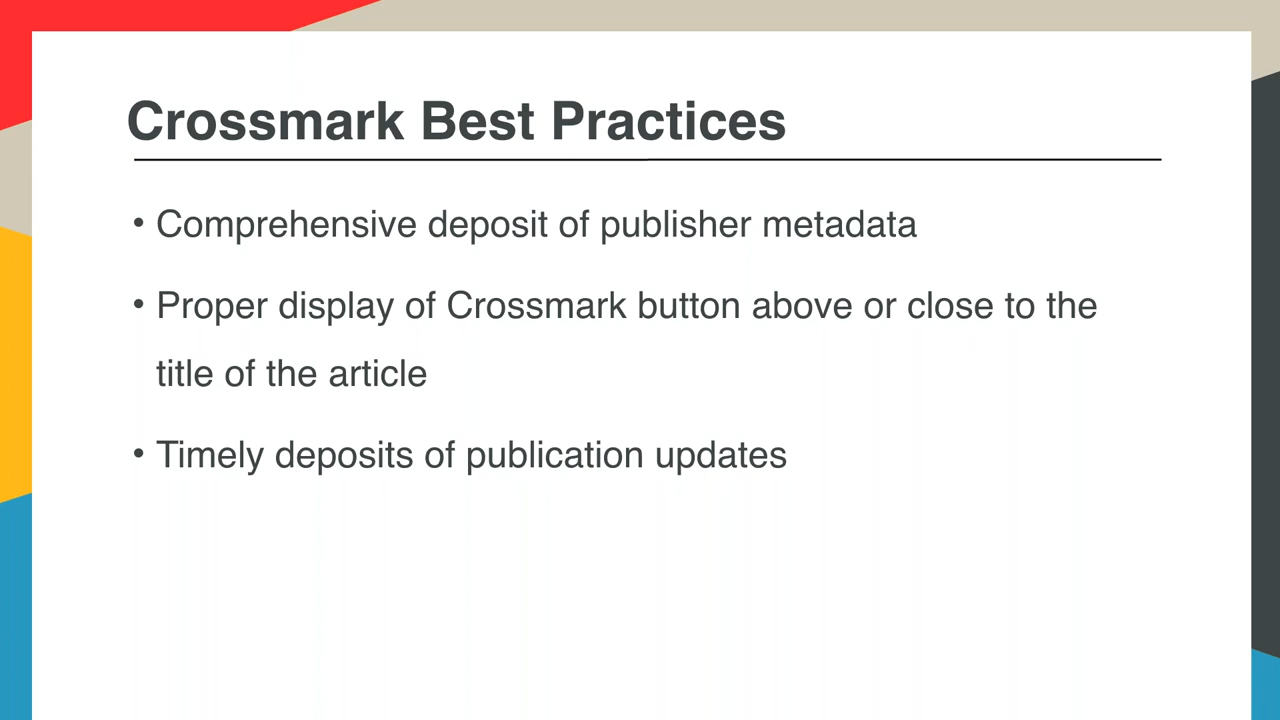 Crossmark Best Practices
• Comprehensive deposit of publisher metadata
• Proper display of Crossmark button above or close to the
title of the article
• Timely deposits of publication updates